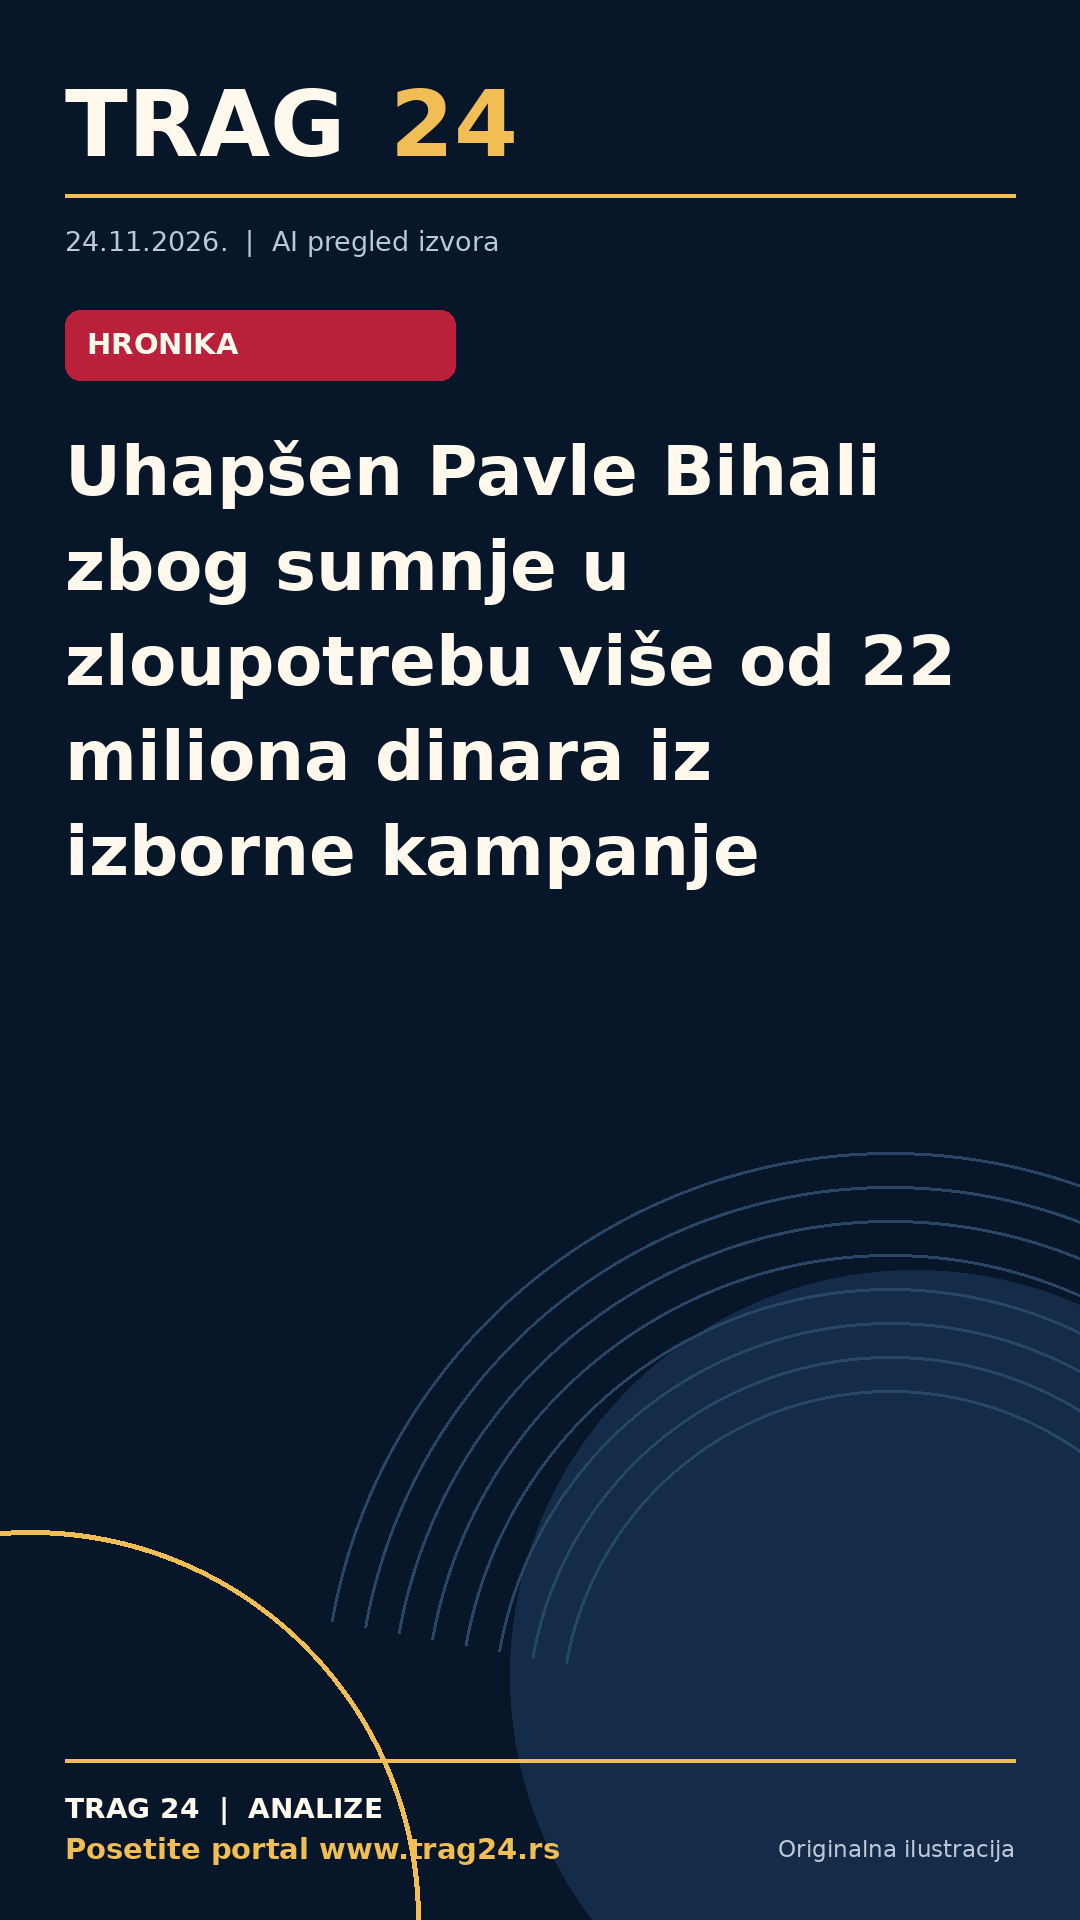 TRAG 24
24.11.2026. | AI pregled izvora
HRONIKA
Uhapšen Pavle Bihali
zbog sumnje u
zloupotrebu više od 22
miliona dinara iz
izborne kampanje
TRAG 24 | ANALIZE
Posetite portal www.trag24.rs
Originalna ilustracija